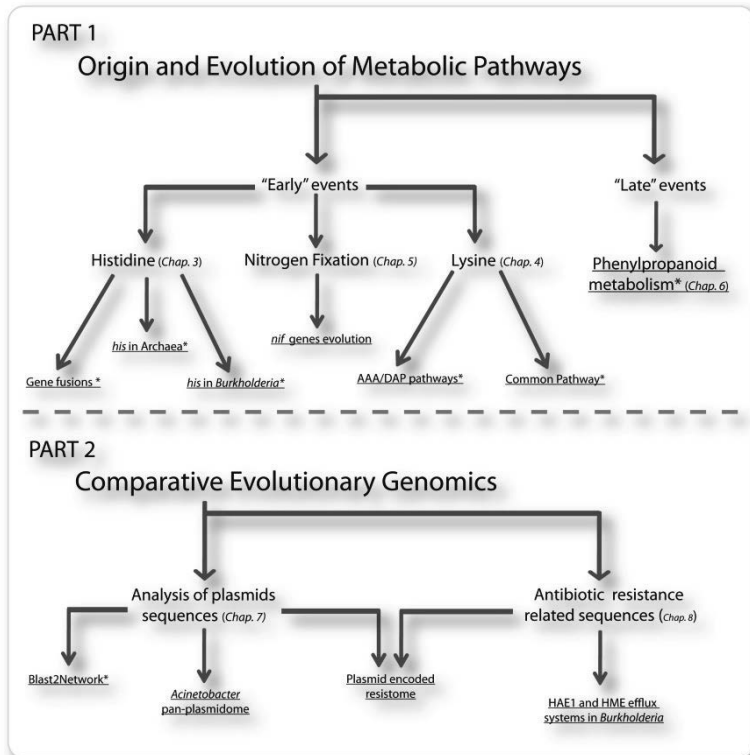 PART 1
Origin and Evolution of Metabolic Pathways
"Early" events
"Late" events
Histidine (Chap. 3)
Nitrogen Fixation (Chap. 5)
Lysine (Chap. 4)
Phenylpropanoid
metabolism* (Chap. 6)
his in Archaea*
nif genes evolution
Gene fusions *
his in Burkholderia*
AAA/DAP pathways*
Common Pathway*
PART 2
Comparative Evolutionary Genomics
Analysis of plasmids
sequences (Chap. 7)
Antibiotic resistance
related sequences (Chap. 8)
Blast2Network*
Acinetobacter
pan-plasmidome
Plasmid encoded
resistome
HAE1 and HME efflux
systems in Burkholderia